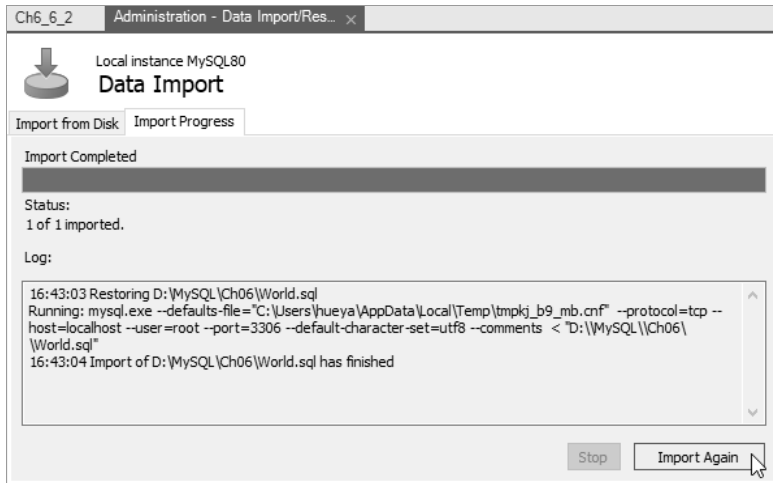 Ch6_6_2
Administration - Data Import/Res...
Local instance MySQL80
Data Import
Import from Disk
Import Progress
Import Completed
Status:
1 of 1 imported.
Log:
16:43:03 Restoring D:\MySQL\Ch06\World.sql
Running: mysql.exe --defaults-file="C:\Users\hueya\AppData\Local\Temp\tmpkj_b9_mb.cnf"  --protocol=tcp --
host=localhost --user=root --port=3306 --default-character-set=utf8 --comments  < "D:\\MySQL\\Ch06\
\World.sql"
16:43:04 Import of D:\MySQL\Ch06\World.sql has finished
Stop
Import Again